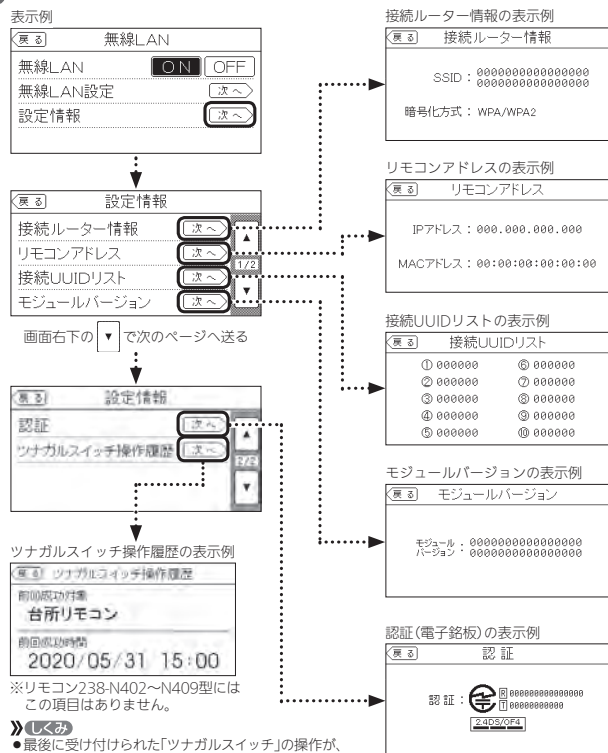 表示例
戻る 無線LAN
無線LAN ON OFF
無線LAN設定 次へ
設定情報 次へ
戻る 設定情報
接続ルーター情報 次へ
リモコンアドレス 次へ
接続UUIDリスト 次へ
モジュールバージョン 次へ
▲
1/2
▼
画面右下の ▼ で次のページへ送る
戻る 設定情報
認証 次へ
ツナガルスイッチ操作履歴 次へ
▲
2/2
▼
ツナガルスイッチ操作履歴の表示例
戻る ツナガルスイッチ操作履歴
前回成功対象
台所リモコン
前回成功時間
2020/05/31 15:00
※リモコン238-N402～N409型には
この項目はありません。
》しくみ
●最後に受け付けられた「ツナガルスイッチ」の操作が、
接続ルーター情報の表示例
戻る 接続ルーター情報
SSID：0000000000000000
0000000000000000
暗号化方式：WPA/WPA2
リモコンアドレスの表示例
戻る リモコンアドレス
IPアドレス：000.000.000.000
MACアドレス：00:00:00:00:00:00
接続UUIDリストの表示例
戻る 接続UUIDリスト
① 000000 ⑥ 000000
② 000000 ⑦ 000000
③ 000000 ⑧ 000000
④ 000000 ⑨ 000000
⑤ 000000 ⑩ 000000
モジュールバージョンの表示例
戻る モジュールバージョン
モジュール：0000000000000000
バージョン：0000000000000000
認証(電子銘板)の表示例
戻る 認証
認証： R 00000000000000
T 0000000000
2.4DS/OF4